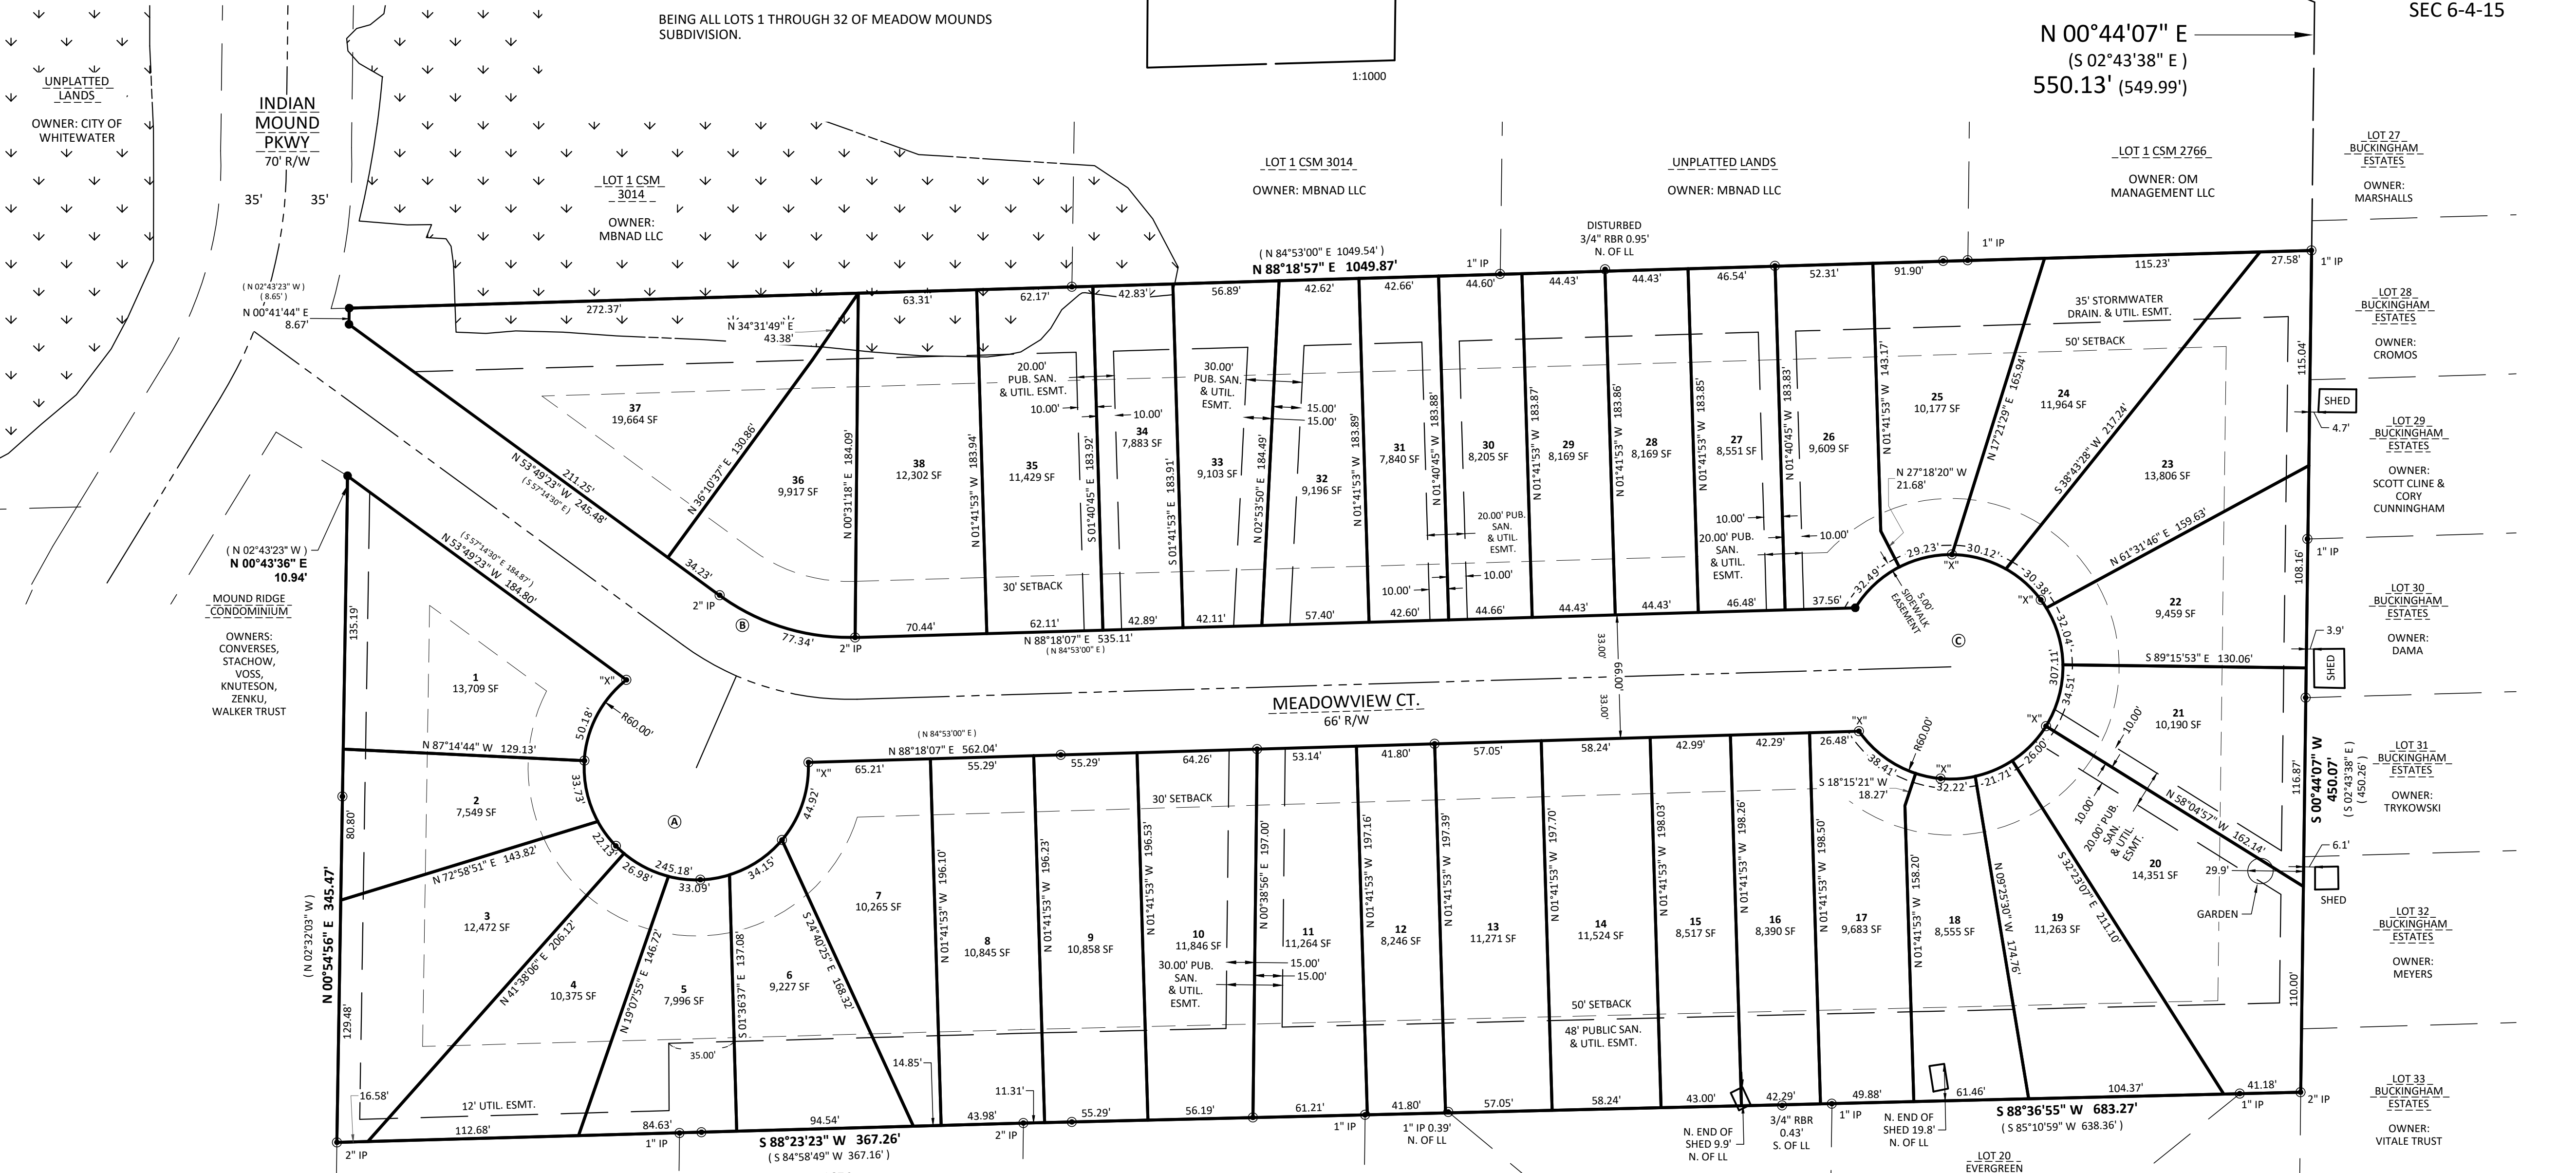 BEING ALL LOTS 1 THROUGH 32 OF MEADOW MOUNDS
SUBDIVISION.
1:1000
SEC 6-4-15
N 00°44'07" E
(S 02°43'38" E )
550.13' (549.99')
UNPLATTED
LANDS
OWNER: CITY OF
WHITEWATER
INDIAN
MOUND
PKWY
70' R/W
35'
35'
LOT 1 CSM
3014
OWNER:
MBNAD LLC
LOT 1 CSM 3014
OWNER: MBNAD LLC
UNPLATTED LANDS
OWNER: MBNAD LLC
LOT 1 CSM 2766
OWNER: OM
MANAGEMENT LLC
LOT 27
BUCKINGHAM
ESTATES
OWNER:
MARSHALLS
LOT 28
BUCKINGHAM
ESTATES
OWNER:
CROMOS
LOT 29
BUCKINGHAM
ESTATES
OWNER:
SCOTT CLINE &
CORY
CUNNINGHAM
LOT 30
BUCKINGHAM
ESTATES
OWNER:
DAMA
LOT 31
BUCKINGHAM
ESTATES
OWNER:
TRYKOWSKI
LOT 32
BUCKINGHAM
ESTATES
OWNER:
MEYERS
LOT 33
BUCKINGHAM
ESTATES
OWNER:
VITALE TRUST
DISTURBED
3/4" RBR 0.95'
N. OF LL
( N 84°53'00" E 1049.54' )
N 88°18'57" E 1049.87'
1" IP
1" IP
1" IP
( N 02°43'23" W )
( 8.65' )
N 00°41'44" E
8.67'
272.37'
63.31'
62.17'
42.83'
56.89'
42.62'
42.66'
44.60'
44.43'
44.43'
46.54'
52.31'
91.90'
115.23'
27.58'
N 34°31'49" E
43.38'
35' STORMWATER
DRAIN. & UTIL. ESMT.
50' SETBACK
37
19,664 SF
36
9,917 SF
38
12,302 SF
35
11,429 SF
34
7,883 SF
33
9,103 SF
32
9,196 SF
31
7,840 SF
30
8,205 SF
29
8,169 SF
28
8,169 SF
27
8,551 SF
26
9,609 SF
25
10,177 SF
24
11,964 SF
23
13,806 SF
22
9,459 SF
21
10,190 SF
20
14,351 SF
20.00'
PUB. SAN.
& UTIL. ESMT.
10.00'
10.00'
30.00'
PUB. SAN.
& UTIL.
ESMT.
15.00'
15.00'
20.00' PUB.
SAN.
& UTIL.
ESMT.
10.00'
10.00'
10.00'
10.00'
20.00' PUB.
SAN.
& UTIL.
ESMT.
N 53°49'23" W 245.48'
211.25'
( S 57°14'30" E )
34.23'
2" IP
B
77.34'
2" IP
N 36°10'37" E 130.86'
N 00°31'18" E 184.09'
N 01°41'53" W 183.94'
S 01°40'45" E 183.92'
S 01°41'53" E 183.91'
N 02°53'50" E 184.49'
N 01°41'53" W 183.89'
N 01°40'45" W 183.88'
N 01°41'53" W 183.87'
N 01°41'53" W 183.86'
N 01°41'53" W 183.85'
N 01°40'45" W 183.83'
N 01°41'53" W 143.17'
N 27°18'20" W
21.68'
N 17°21'29" E 165.94'
S 38°43'28" W 217.24'
N 61°31'46" E 159.63'
S 89°15'53" E 130.06'
N 58°04'57" W 162.14'
115.04'
108.16'
116.87'
110.00'
SHED
4.7'
1" IP
3.9'
SHED
6.1'
SHED
29.9'
GARDEN
S 00°44'07" W
450.07'
( S 02°43'38" E )
( 450.26' )
30' SETBACK
70.44'
62.11'
42.89'
42.11'
57.40'
42.60'
44.66'
44.43'
44.43'
46.48'
37.56'
N 88°18'07" E 535.11'
( N 84°53'00" E )
32.49'
29.23'
30.12'
30.38'
32.04'
307.11'
34.51'
26.00'
21.71'
32.22'
38.41'
"X"
"X"
"X"
"X"
"X"
5.00'
SIDEWALK
EASEMENT
C
R60.00'
10.00'
10.00'
20.00' PUB.
SAN.
& UTIL.
ESMT.
33.00'
66.00'
33.00'
MEADOWVIEW CT.
66' R/W
( N 02°43'23" W )
N 00°43'36" E
10.94'
( S 57°14'30" E 184.87')
N 53°49'23" W 184.80'
MOUND RIDGE
CONDOMINIUM
OWNERS:
CONVERSES,
STACHOW,
VOSS,
KNUTESON,
ZENKU,
WALKER TRUST
135.19'
80.80'
129.48'
( N 02°32'03" W )
N 00°54'56" E 345.47'
1
13,709 SF
2
7,549 SF
3
12,472 SF
4
10,375 SF
5
7,996 SF
6
9,227 SF
7
10,265 SF
8
10,845 SF
9
10,858 SF
10
11,846 SF
11
11,264 SF
12
8,246 SF
13
11,271 SF
14
11,524 SF
15
8,517 SF
16
8,390 SF
17
9,683 SF
18
8,555 SF
19
11,263 SF
"X"
50.18'
R60.00'
33.73'
22.13'
26.98'
245.18'
33.09'
34.15'
44.92'
A
"X"
N 87°14'44" W 129.13'
N 72°58'51" E 143.82'
N 41°38'06" E 206.12'
N 19°07'55" E 146.72'
S 01°36'37" E 137.08'
S 24°40'25" E 168.32'
( N 84°53'00" E )
N 88°18'07" E 562.04'
65.21'
55.29'
55.29'
64.26'
53.14'
41.80'
57.05'
58.24'
42.99'
42.29'
26.48'
30' SETBACK
N 01°41'53" W 196.10'
N 01°41'53" W 196.23'
N 01°41'53" W 196.53'
N 00°38'56" E 197.00'
N 01°41'53" W 197.16'
N 01°41'53" W 197.39'
N 01°41'53" W 197.70'
N 01°41'53" W 198.03'
N 01°41'53" W 198.26'
N 01°41'53" W 198.50'
S 18°15'21" W
18.27'
N 01°41'53" W 158.20'
N 09°25'30" W 174.76'
S 32°23'07" E 211.10'
30.00' PUB.
SAN.
& UTIL.
ESMT.
15.00'
15.00'
50' SETBACK
48' PUBLIC SAN.
& UTIL. ESMT.
35.00'
12' UTIL. ESMT.
16.58'
2" IP
112.68'
84.63'
1" IP
94.54'
14.85'
43.98'
11.31'
2" IP
55.29'
56.19'
61.21'
1" IP
41.80'
1" IP 0.39'
N. OF LL
57.05'
58.24'
43.00'
42.29'
49.88'
61.46'
104.37'
41.18'
S 88°23'23" W 367.26'
( S 84°58'49" W 367.16' )
N. END OF
SHED 9.9'
N. OF LL
3/4" RBR
0.43'
S. OF LL
1" IP
N. END OF
SHED 19.8'
N. OF LL
S 88°36'55" W 683.27'
( S 85°10'59" W 638.36' )
1" IP
2" IP
LOT 20
EVERGREEN